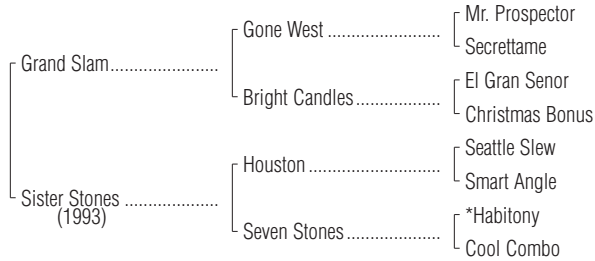 Mr. Prospector
Gone West ....................
Secrettame
Grand Slam.....................
El Gran Senor
Bright Candles...............
Christmas Bonus
Seattle Slew
Houston ........................
Smart Angle
Sister Stones ..................
(1993)
*Habitony
Seven Stones.................
Cool Combo